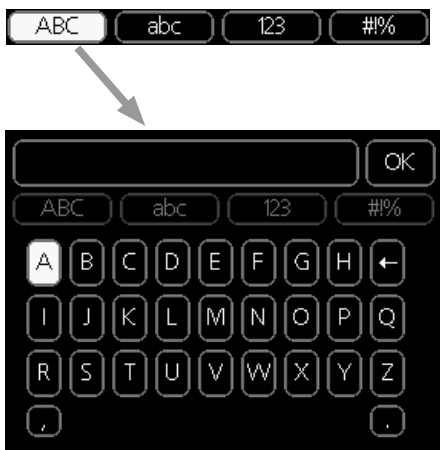 ABC abc 123 #!%
OK
ABC abc 123 #!%
A B C D E F G H ←
I J K L M N O P Q
R S T U V W X Y Z
, .